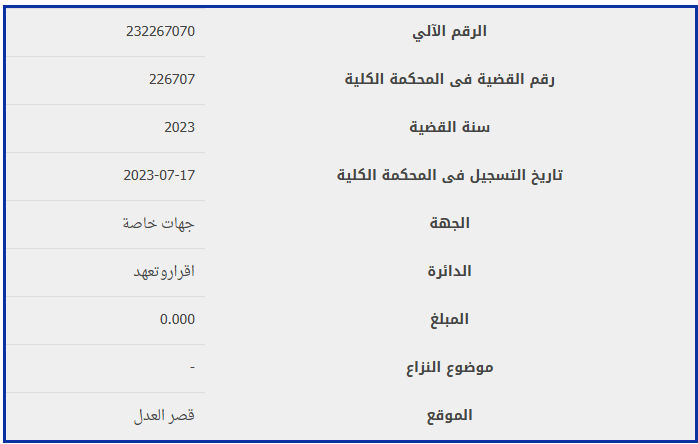 الرقم الآلي 232267070
رقم القضية فى المحكمة الكلية 226707
سنة القضية 2023
تاريخ التسجيل فى المحكمة الكلية 2023-07-17
الجهة جهات خاصة
الدائرة اقراروتعهد
المبلغ 0.000
موضوع النزاع -
الموقع قصر العدل